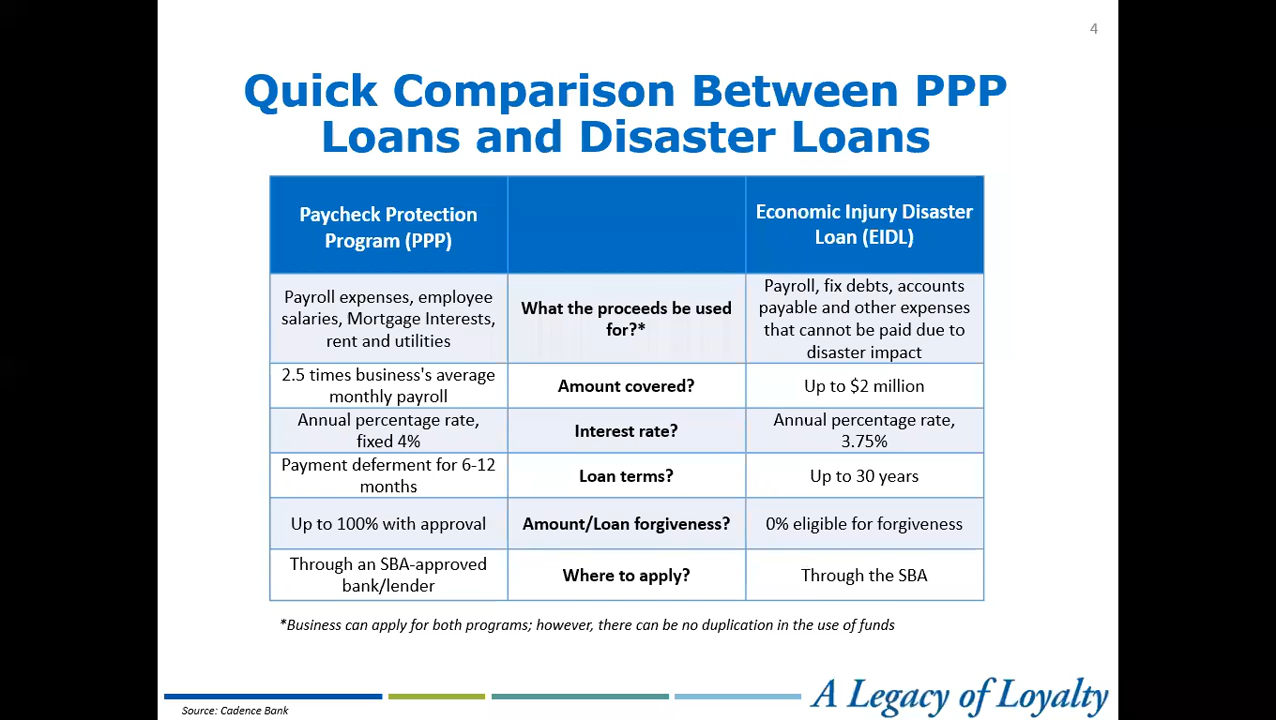 4
Quick Comparison Between PPP
Loans and Disaster Loans
Paycheck Protection
Program (PPP)
Economic Injury Disaster
Loan (EIDL)
Payroll expenses, employee
salaries, Mortgage Interests,
rent and utilities
What the proceeds be used
for?*
Payroll, fix debts, accounts
payable and other expenses
that cannot be paid due to
disaster impact
2.5 times business's average
monthly payroll
Amount covered?
Up to $2 million
Annual percentage rate,
fixed 4%
Interest rate?
Annual percentage rate,
3.75%
Payment deferment for 6-12
months
Loan terms?
Up to 30 years
Up to 100% with approval
Amount/Loan forgiveness?
0% eligible for forgiveness
Through an SBA-approved
bank/lender
Where to apply?
Through the SBA
*Business can apply for both programs; however, there can be no duplication in the use of funds
A Legacy of Loyalty
Source: Cadence Bank